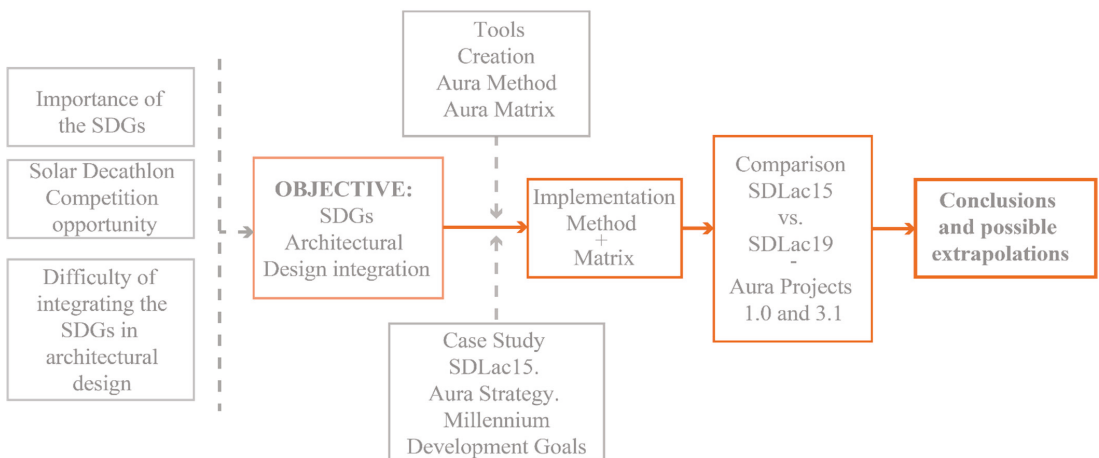 Importance of
the SDGs
Solar Decathlon
Competition
opportunity
Difficulty of
integrating the
SDGs in
architectural
design
OBJECTIVE:
SDGs
Architectural
Design integration
Tools
Creation
Aura Method
Aura Matrix
Case Study
SDLac15.
Aura Strategy.
Millennium
Development Goals
Implementation
Method
+
Matrix
Comparison
SDLac15
vs.
SDLac19
-
Aura Projects
1.0 and 3.1
Conclusions
and possible
extrapolations